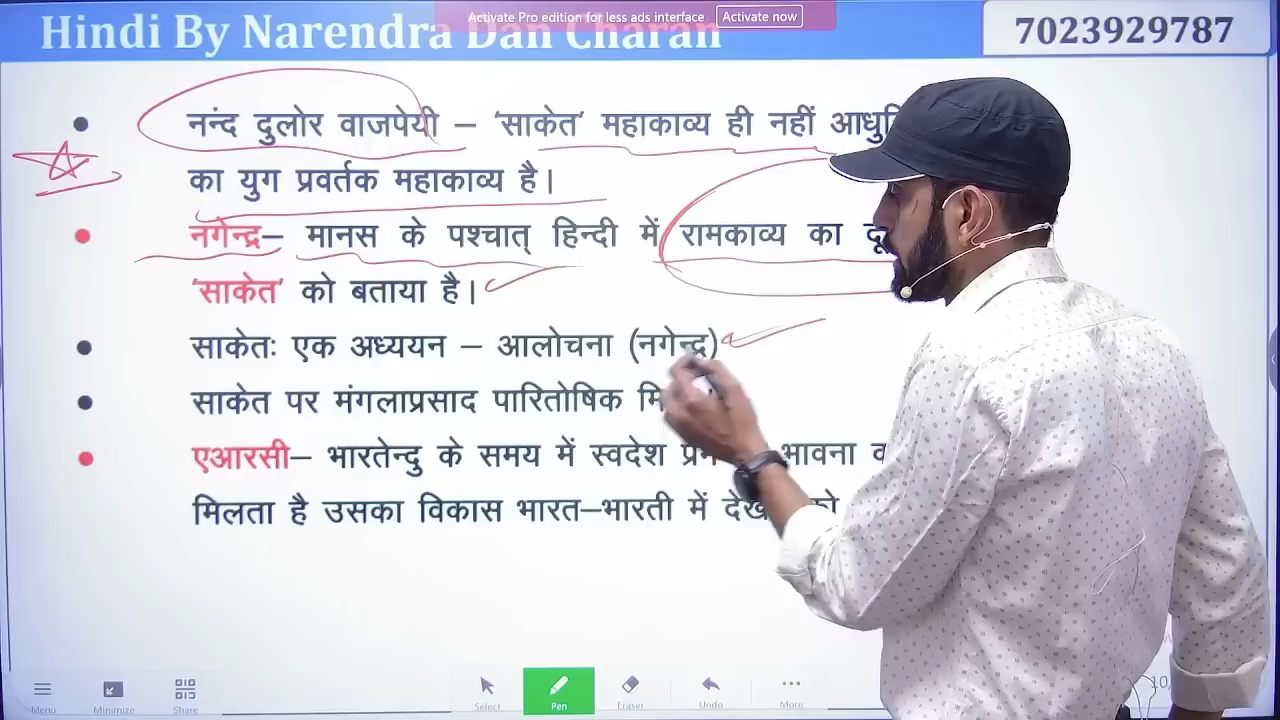 Activate Pro edition for less ads interface Activate now
Hindi By Narendra Dan Charan
7023929787
नन्द दुलोर वाजपेयी – 'साकेत' महाकाव्य ही नहीं
का युग प्रवर्तक महाकाव्य है।
नगेन्द्र– मानस के पश्चात् हिन्दी में रामकाव्य का
'साकेत' को बताया है।
साकेतः एक अध्ययन – आलोचना (नगेन्द्र)
साकेत पर मंगलाप्रसाद पारितोषिक
एआरसी– भारतेन्दु के समय में स्वदेश भावना
मिलता है उसका विकास भारत–भारती में
Menu Minimize Share Select Pen Eraser Undo More